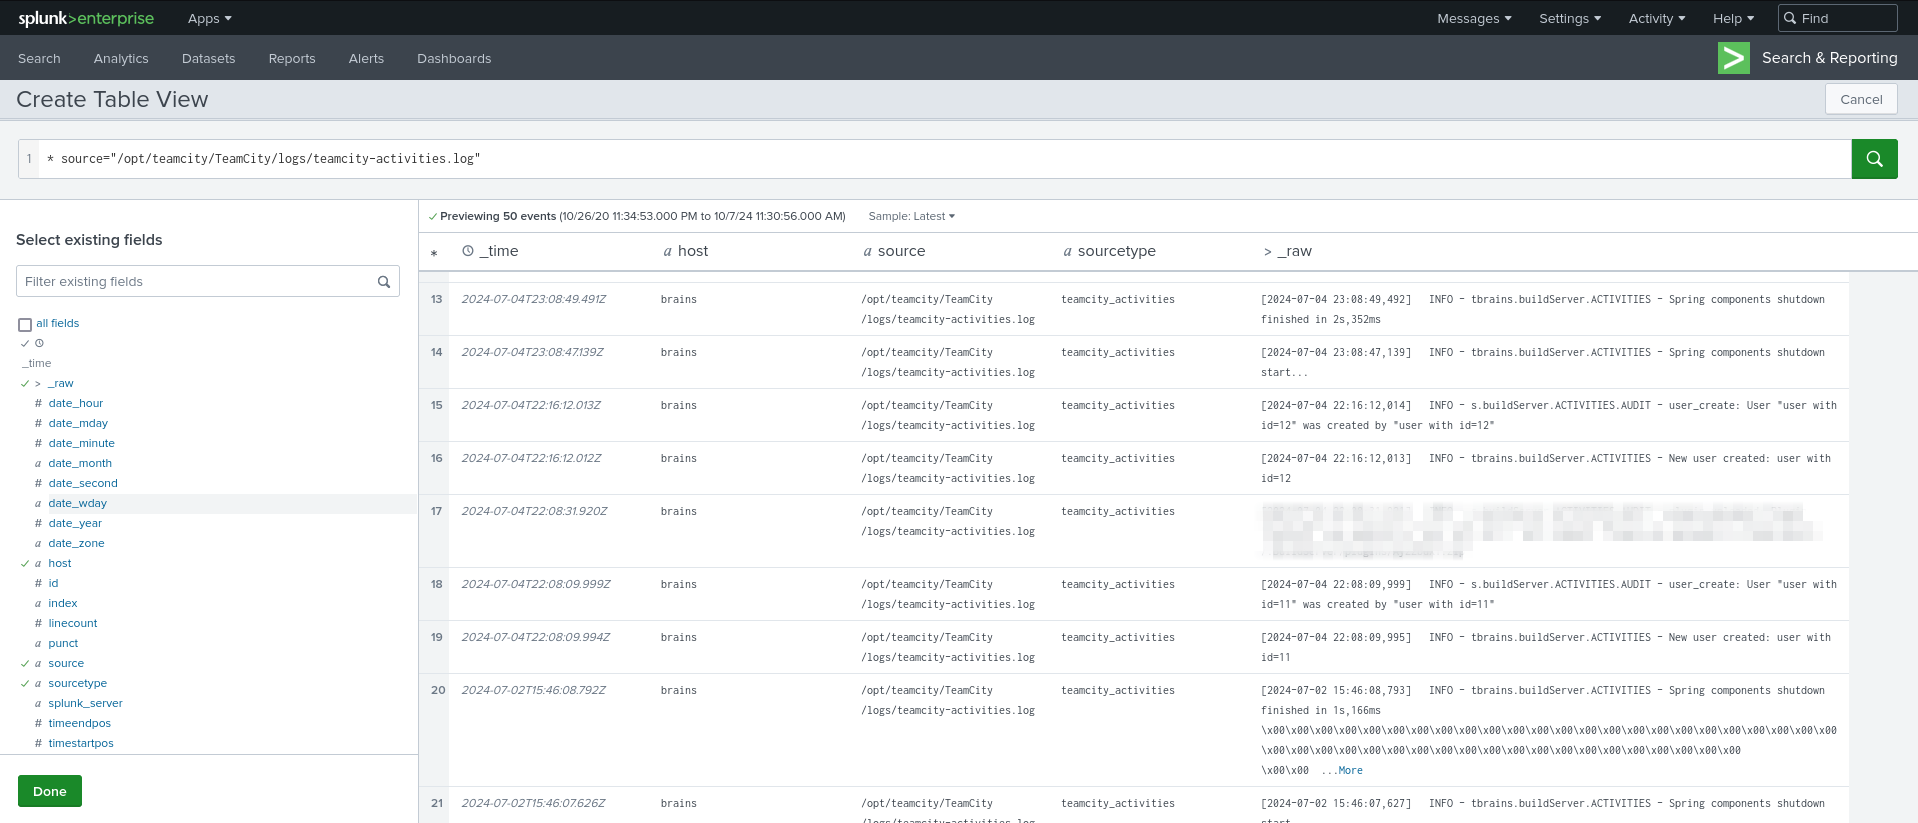 splunk>enterprise Apps Messages Settings Activity Help Find
Search Analytics Datasets Reports Alerts Dashboards Search & Reporting
Create Table View Cancel
1 * source="/opt/teamcity/TeamCity/logs/teamcity-activities.log"
Select existing fields
Filter existing fields
all fields
_time
> _raw
# date_hour
# date_mday
# date_minute
a date_month
# date_second
a date_wday
# date_year
a date_zone
a host
# id
a index
# linecount
a punct
a source
a sourcetype
a splunk_server
# timeendpos
# timestartpos
Done
Previewing 50 events (10/26/20 11:34:53.000 PM to 10/7/24 11:30:56.000 AM) Sample: Latest
* _time a host a source a sourcetype > _raw
13 2024-07-04T23:08:49.491Z brains /opt/teamcity/TeamCity teamcity_activities [2024-07-04 23:08:49,492] INFO - tbrains.buildServer.ACTIVITIES - Spring components shutdown
/logs/teamcity-activities.log finished in 2s,352ms
14 2024-07-04T23:08:47.139Z brains /opt/teamcity/TeamCity teamcity_activities [2024-07-04 23:08:47,139] INFO - tbrains.buildServer.ACTIVITIES - Spring components shutdown
/logs/teamcity-activities.log start...
15 2024-07-04T22:16:12.013Z brains /opt/teamcity/TeamCity teamcity_activities [2024-07-04 22:16:12,014] INFO - s.buildServer.ACTIVITIES.AUDIT - user_create: User "user with
/logs/teamcity-activities.log id=12" was created by "user with id=12"
16 2024-07-04T22:16:12.012Z brains /opt/teamcity/TeamCity teamcity_activities [2024-07-04 22:16:12,013] INFO - tbrains.buildServer.ACTIVITIES - New user created: user with
/logs/teamcity-activities.log id=12
17 2024-07-04T22:08:31.920Z brains /opt/teamcity/TeamCity teamcity_activities
/logs/teamcity-activities.log
18 2024-07-04T22:08:09.999Z brains /opt/teamcity/TeamCity teamcity_activities [2024-07-04 22:08:09,999] INFO - s.buildServer.ACTIVITIES.AUDIT - user_create: User "user with
/logs/teamcity-activities.log id=11" was created by "user with id=11"
19 2024-07-04T22:08:09.994Z brains /opt/teamcity/TeamCity teamcity_activities [2024-07-04 22:08:09,995] INFO - tbrains.buildServer.ACTIVITIES - New user created: user with
/logs/teamcity-activities.log id=11
20 2024-07-02T15:46:08.792Z brains /opt/teamcity/TeamCity teamcity_activities [2024-07-02 15:46:08,793] INFO - tbrains.buildServer.ACTIVITIES - Spring components shutdown
/logs/teamcity-activities.log finished in 1s,166ms
\x00\x00\x00\x00\x00\x00\x00\x00\x00\x00\x00\x00\x00\x00\x00\x00\x00\x00\x00\x00\x00\x00\x00\x00
\x00\x00\x00\x00\x00\x00\x00\x00\x00\x00\x00\x00\x00\x00\x00\x00\x00\x00\x00\x00
\x00\x00 ...More
21 2024-07-02T15:46:07.626Z brains /opt/teamcity/TeamCity teamcity_activities [2024-07-02 15:46:07,627] INFO - tbrains.buildServer.ACTIVITIES - Spring components shutdown
/logs/teamcity-activities.log start